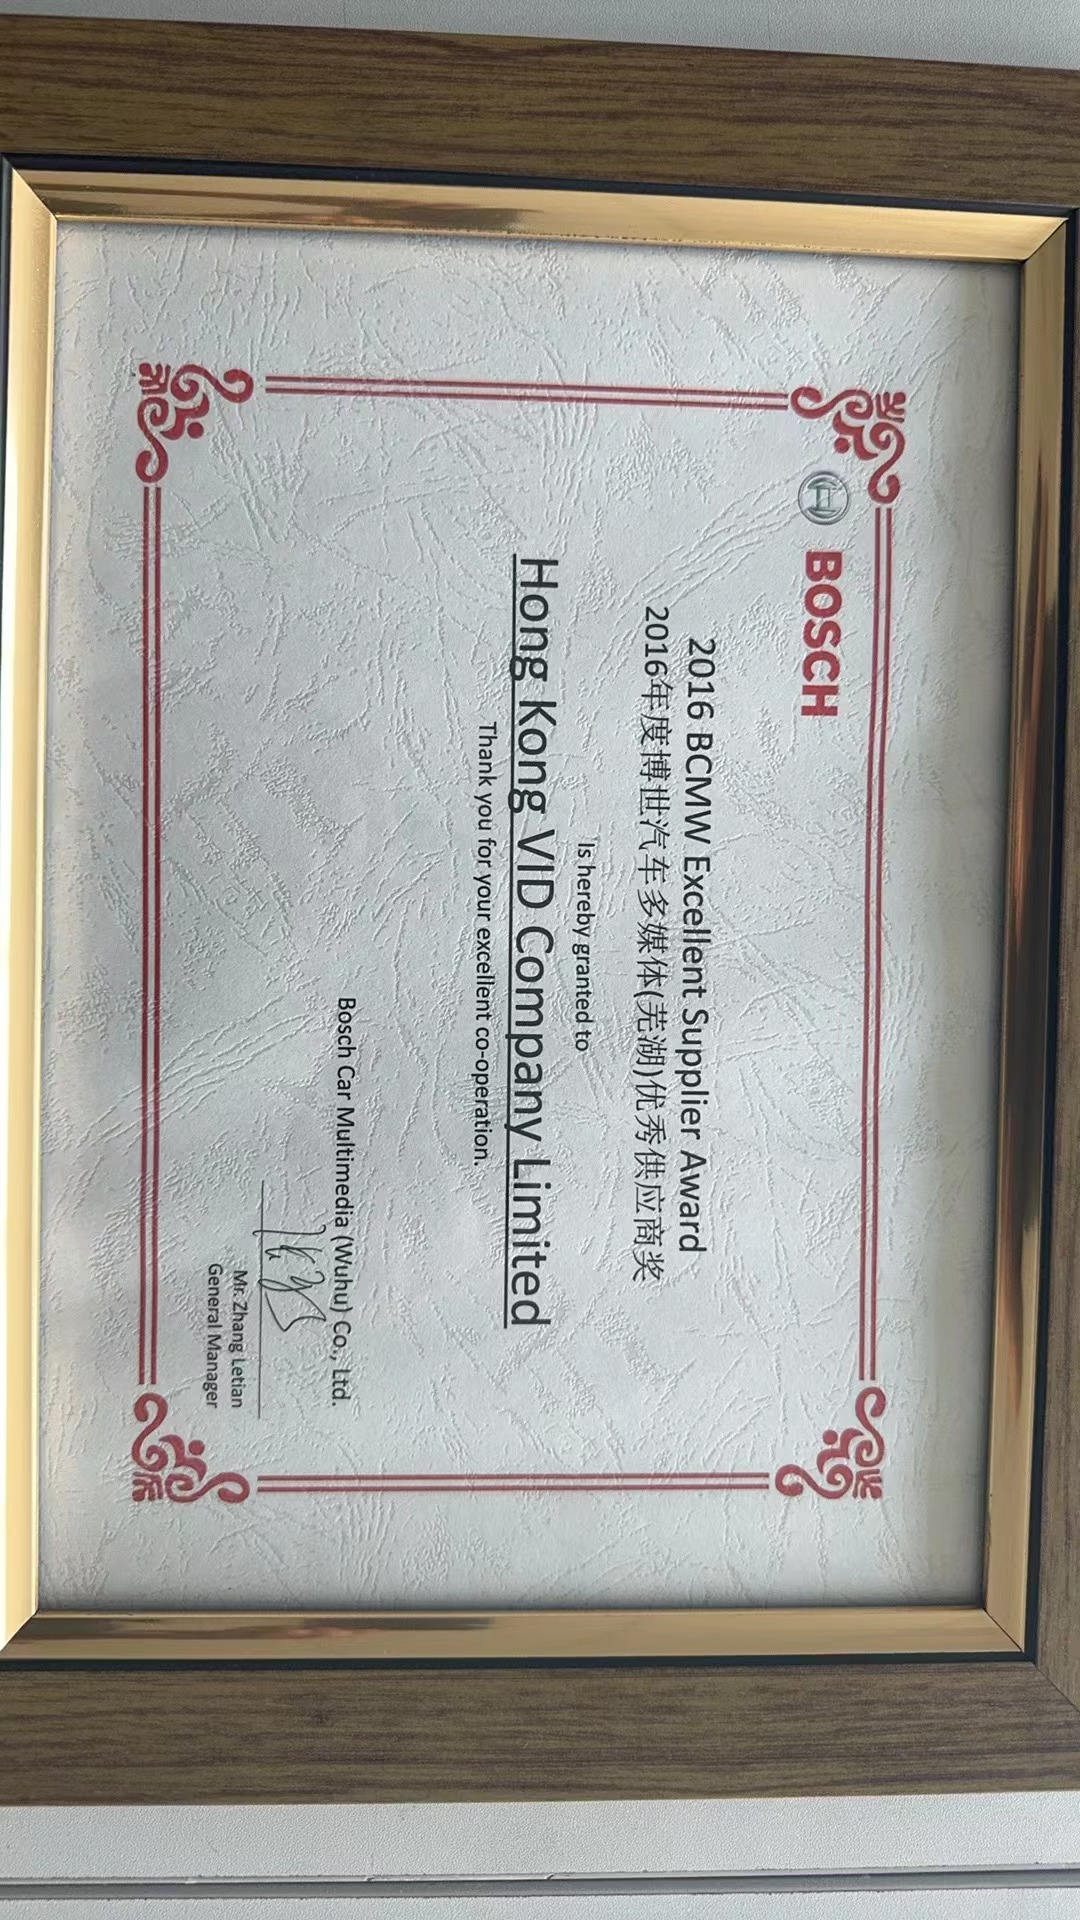 BOSCH
2016 BCMW Excellent Supplier Award
2016年度博世汽车多媒体(芜湖)优秀供应商奖
Is hereby granted to
Hong Kong VID Company Limited
Thank you for your excellent co-operation.
Bosch Car Multimedia (Wuhu) Co., Ltd.
Mr. Zhang Letian
General Manager